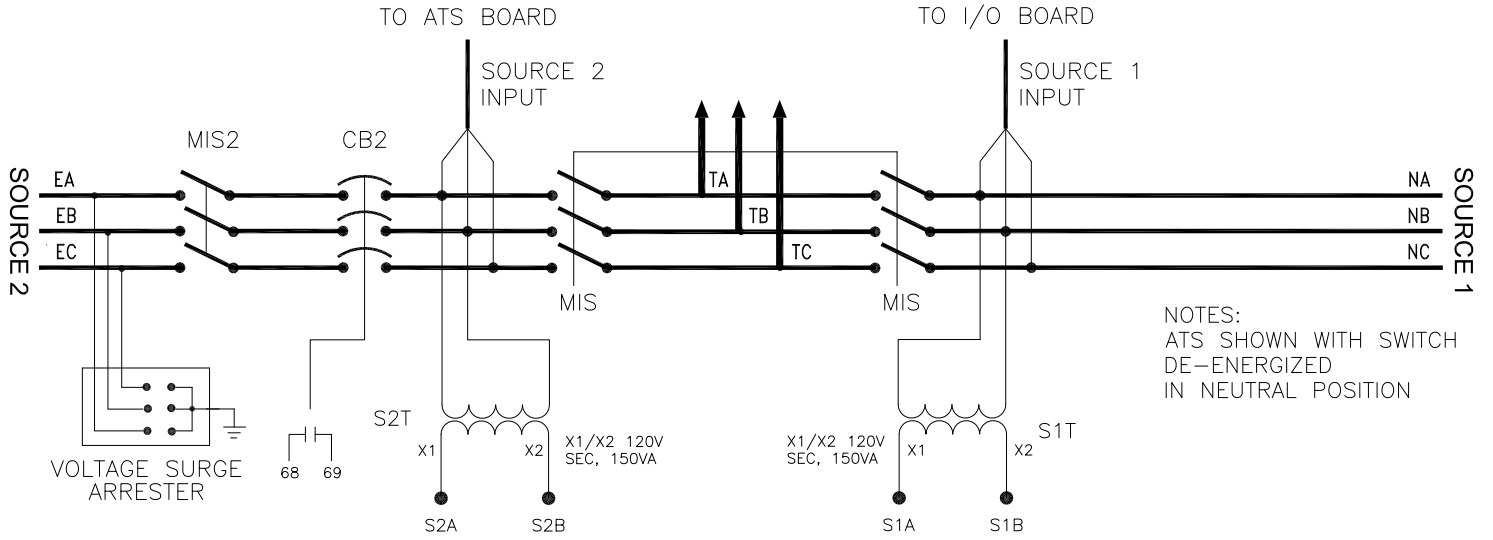 TO ATS BOARD
TO I/O BOARD
SOURCE 2
INPUT
SOURCE 1
INPUT
MIS2
CB2
SOURCE 2
EA
EB
EC
TA
TB
TC
NA
NB
NC
SOURCE 1
MIS
MIS
NOTES:
ATS SHOWN WITH SWITCH
DE-ENERGIZED
IN NEUTRAL POSITION
VOLTAGE SURGE
ARRESTER
68 69
S2T
X1 X2
X1/X2 120V
SEC, 150VA
S2A S2B
X1/X2 120V
SEC, 150VA
X1 X2
S1T
S1A S1B